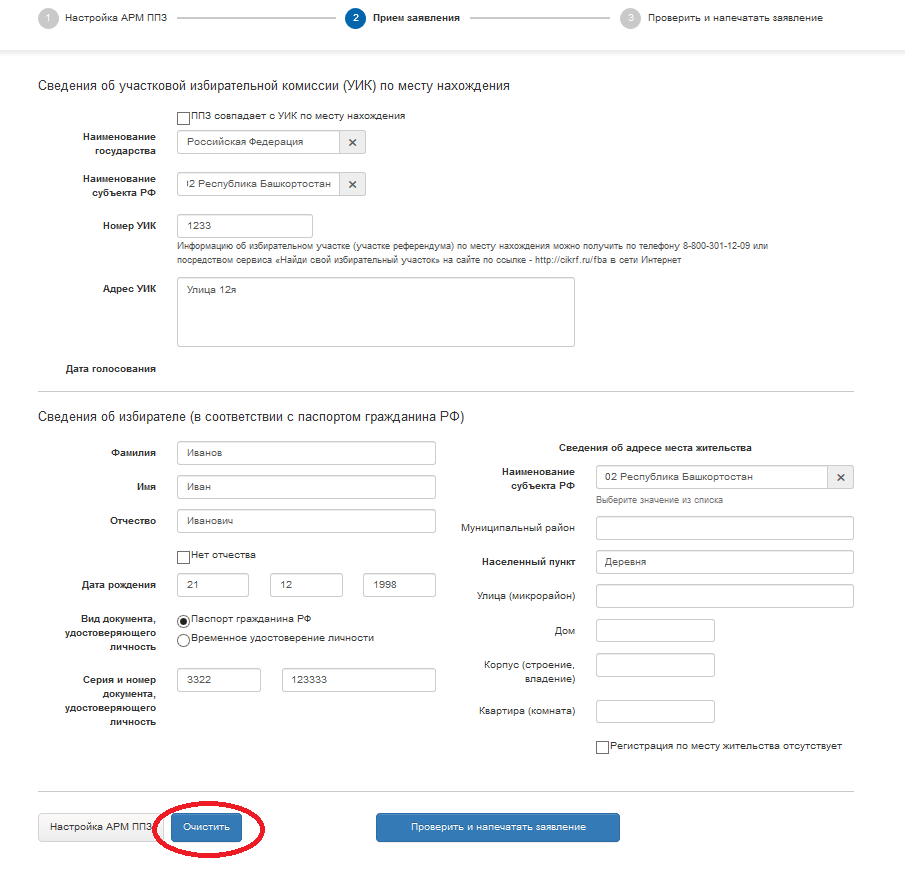 1 Настройка АРМ ППЗ 2 Прием заявления 3 Проверить и напечатать заявление
Сведения об участковой избирательной комиссии (УИК) по месту нахождения
ППЗ совпадает с УИК по месту нахождения
Наименование
государства
Российская Федерация ×
Наименование
субъекта РФ
02 Республика Башкортостан ×
Номер УИК
1233
Информацию об избирательном участке (участке референдума) по месту нахождения можно получить по телефону 8-800-301-12-09 или
посредством сервиса «Найди свой избирательный участок» на сайте по ссылке - http://cikrf.ru/fba в сети Интернет
Адрес УИК
Улица 12я
Дата голосования
Сведения об избирателе (в соответствии с паспортом гражданина РФ)
Фамилия
Иванов
Имя
Иван
Отчество
Иванович
Нет отчества
Дата рождения
21 12 1998
Вид документа,
удостоверяющего
личность
Паспорт гражданина РФ
Временное удостоверение личности
Серия и номер
документа,
удостоверяющего
личность
3322 123333
Сведения об адресе места жительства
Наименование
субъекта РФ
02 Республика Башкортостан ×
Выберите значение из списка
Муниципальный район
Населенный пункт
Деревня
Улица (микрорайон)
Дом
Корпус (строение,
владение)
Квартира (комната)
Регистрация по месту жительства отсутствует
Настройка АРМ ППЗ Очистить Проверить и напечатать заявление